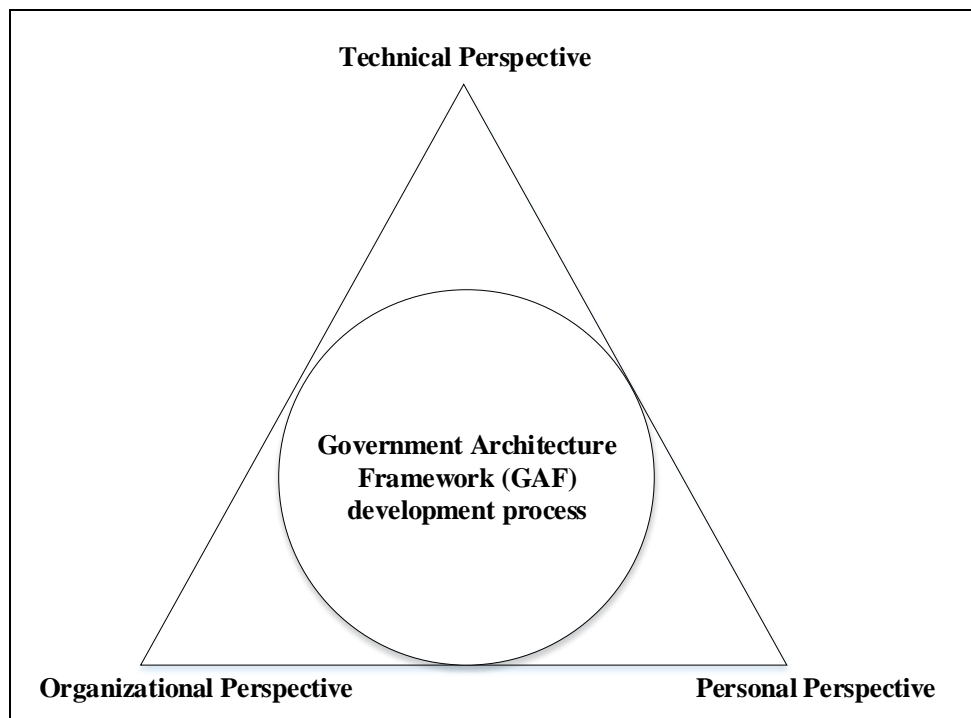 Technical Perspective
Government Architecture
Framework (GAF)
development process
Organizational Perspective
Personal Perspective